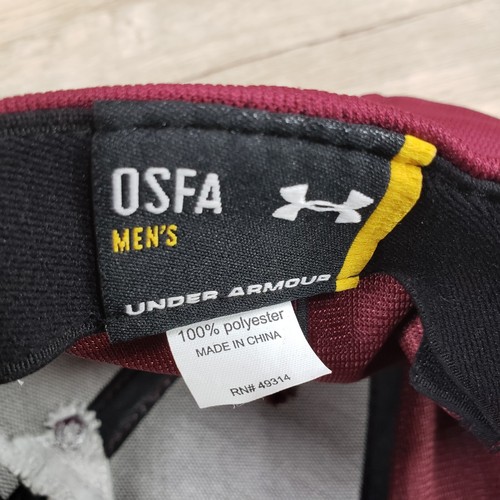 OSFA
MEN'S
UNDER ARMOUR
100% polyester
MADE IN CHINA
RN# 49314